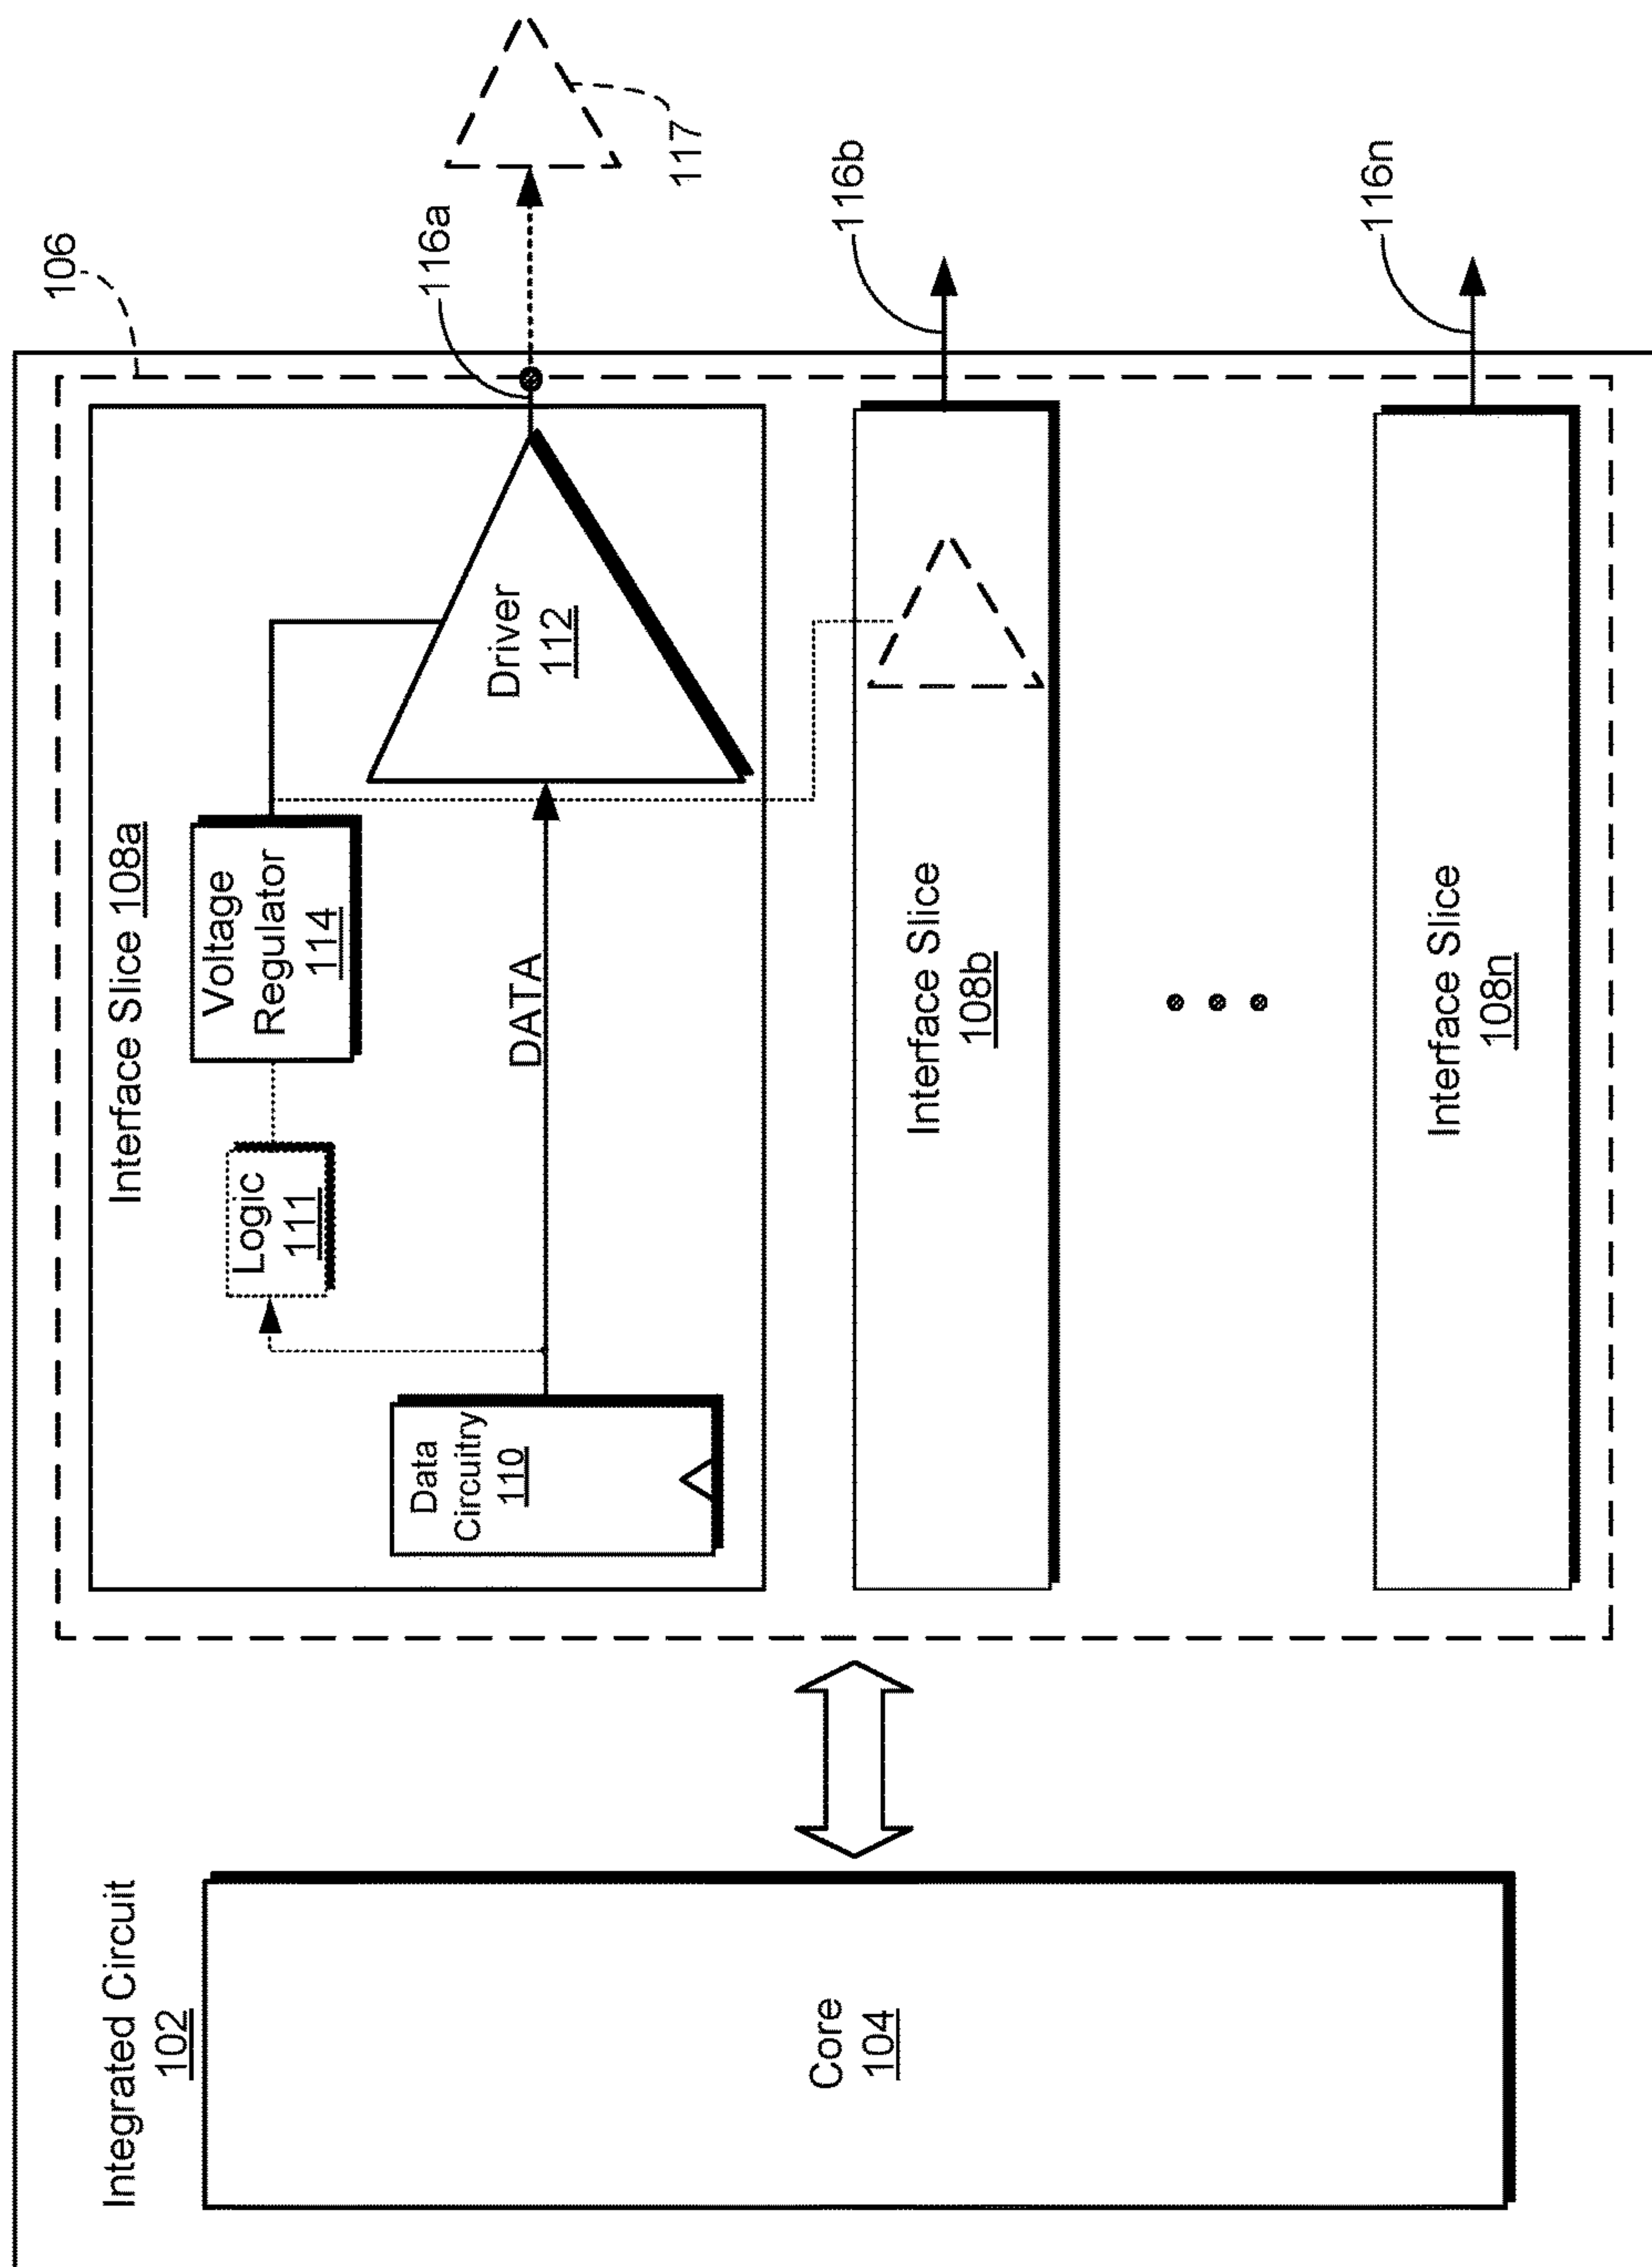 Integrated Circuit
102
Core
104
106
Interface Slice 108a
Data
Circuitry
110
Logic
111
Voltage
Regulator
114
DATA
Driver
112
116a
117
Interface Slice
108b
116b
Interface Slice
108n
116n